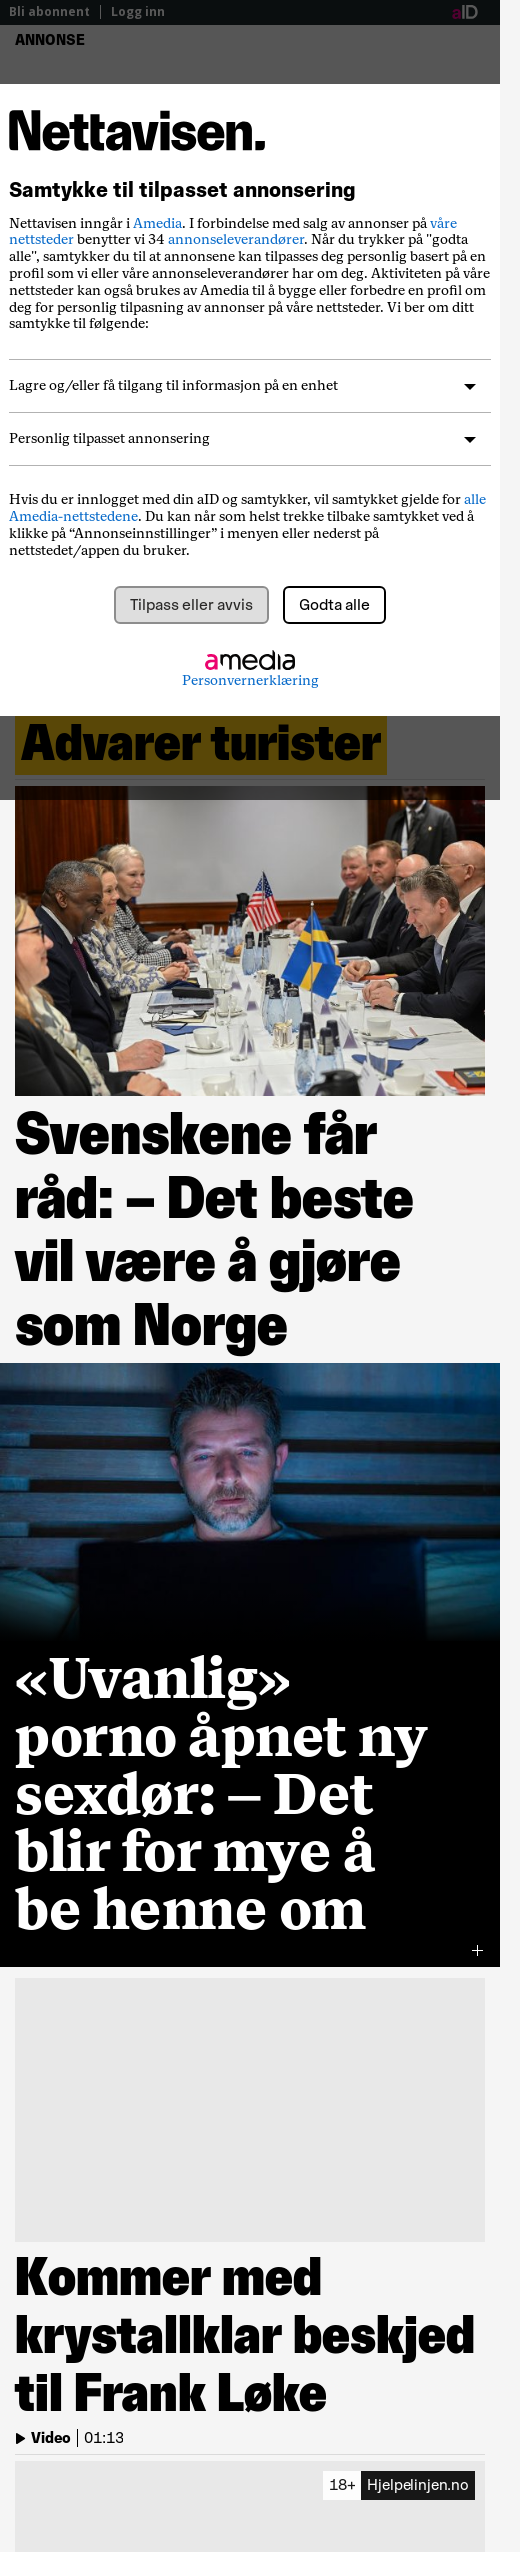 Bli abonnent
Logg inn
aID
ANNONSE
Nettavisen.
Samtykke til tilpasset annonsering
Nettavisen inngår i Amedia. I forbindelse med salg av annonser på våre
nettsteder benytter vi 34 annonseleverandører. Når du trykker på "godta
alle", samtykker du til at annonsene kan tilpasses deg personlig basert på en
profil som vi eller våre annonseleverandører har om deg. Aktiviteten på våre
nettsteder kan også brukes av Amedia til å bygge eller forbedre en profil om
deg for personlig tilpasning av annonser på våre nettsteder. Vi ber om ditt
samtykke til følgende:
Lagre og/eller få tilgang til informasjon på en enhet
Personlig tilpasset annonsering
Hvis du er innlogget med din aID og samtykker, vil samtykket gjelde for alle
Amedia-nettstedene. Du kan når som helst trekke tilbake samtykket ved å
klikke på “Annonseinnstillinger” i menyen eller nederst på
nettstedet/appen du bruker.
Tilpass eller avvis
Godta alle
amedia
Personvernerklæring
Advarer turister
Svenskene får
råd: – Det beste
vil være å gjøre
som Norge
«Uvanlig»
porno åpnet ny
sexdør: – Det
blir for mye å
be henne om
Kommer med
krystallklar beskjed
til Frank Løke
Video
01:13
18+ Hjelpelinjen.no